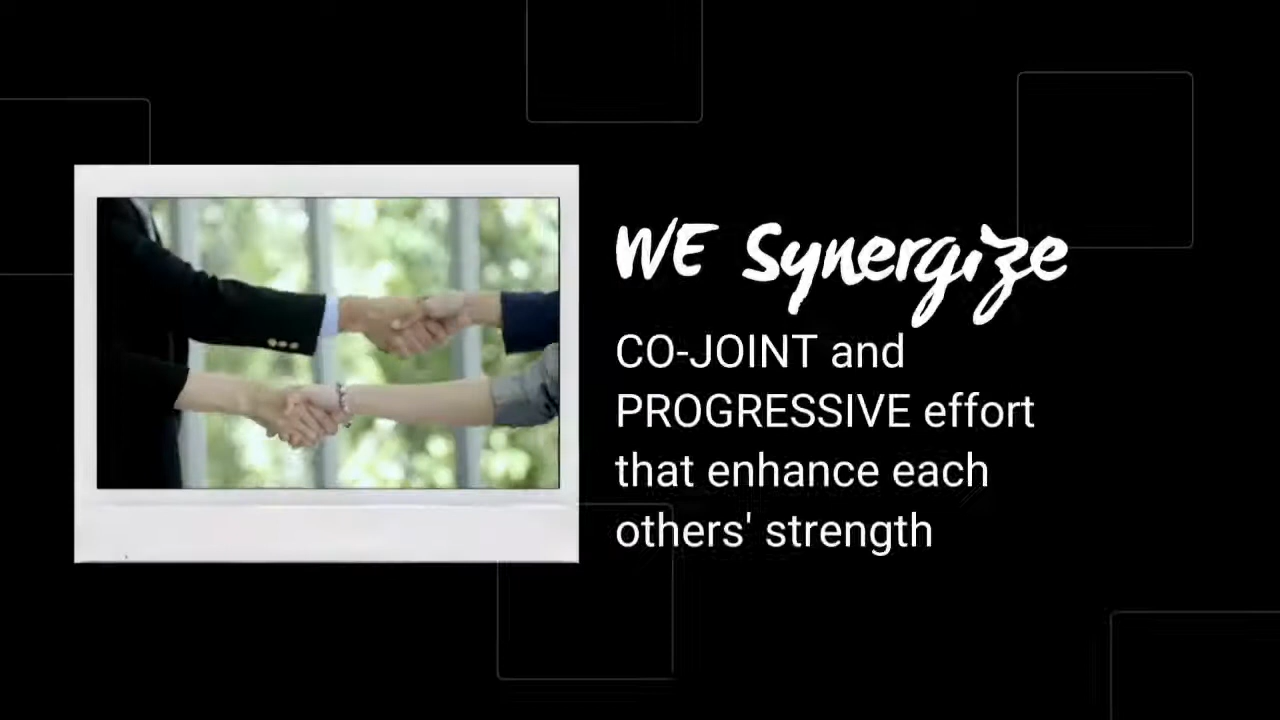 WE Synergize
CO-JOINT and
PROGRESSIVE effort
that enhance each
others' strength